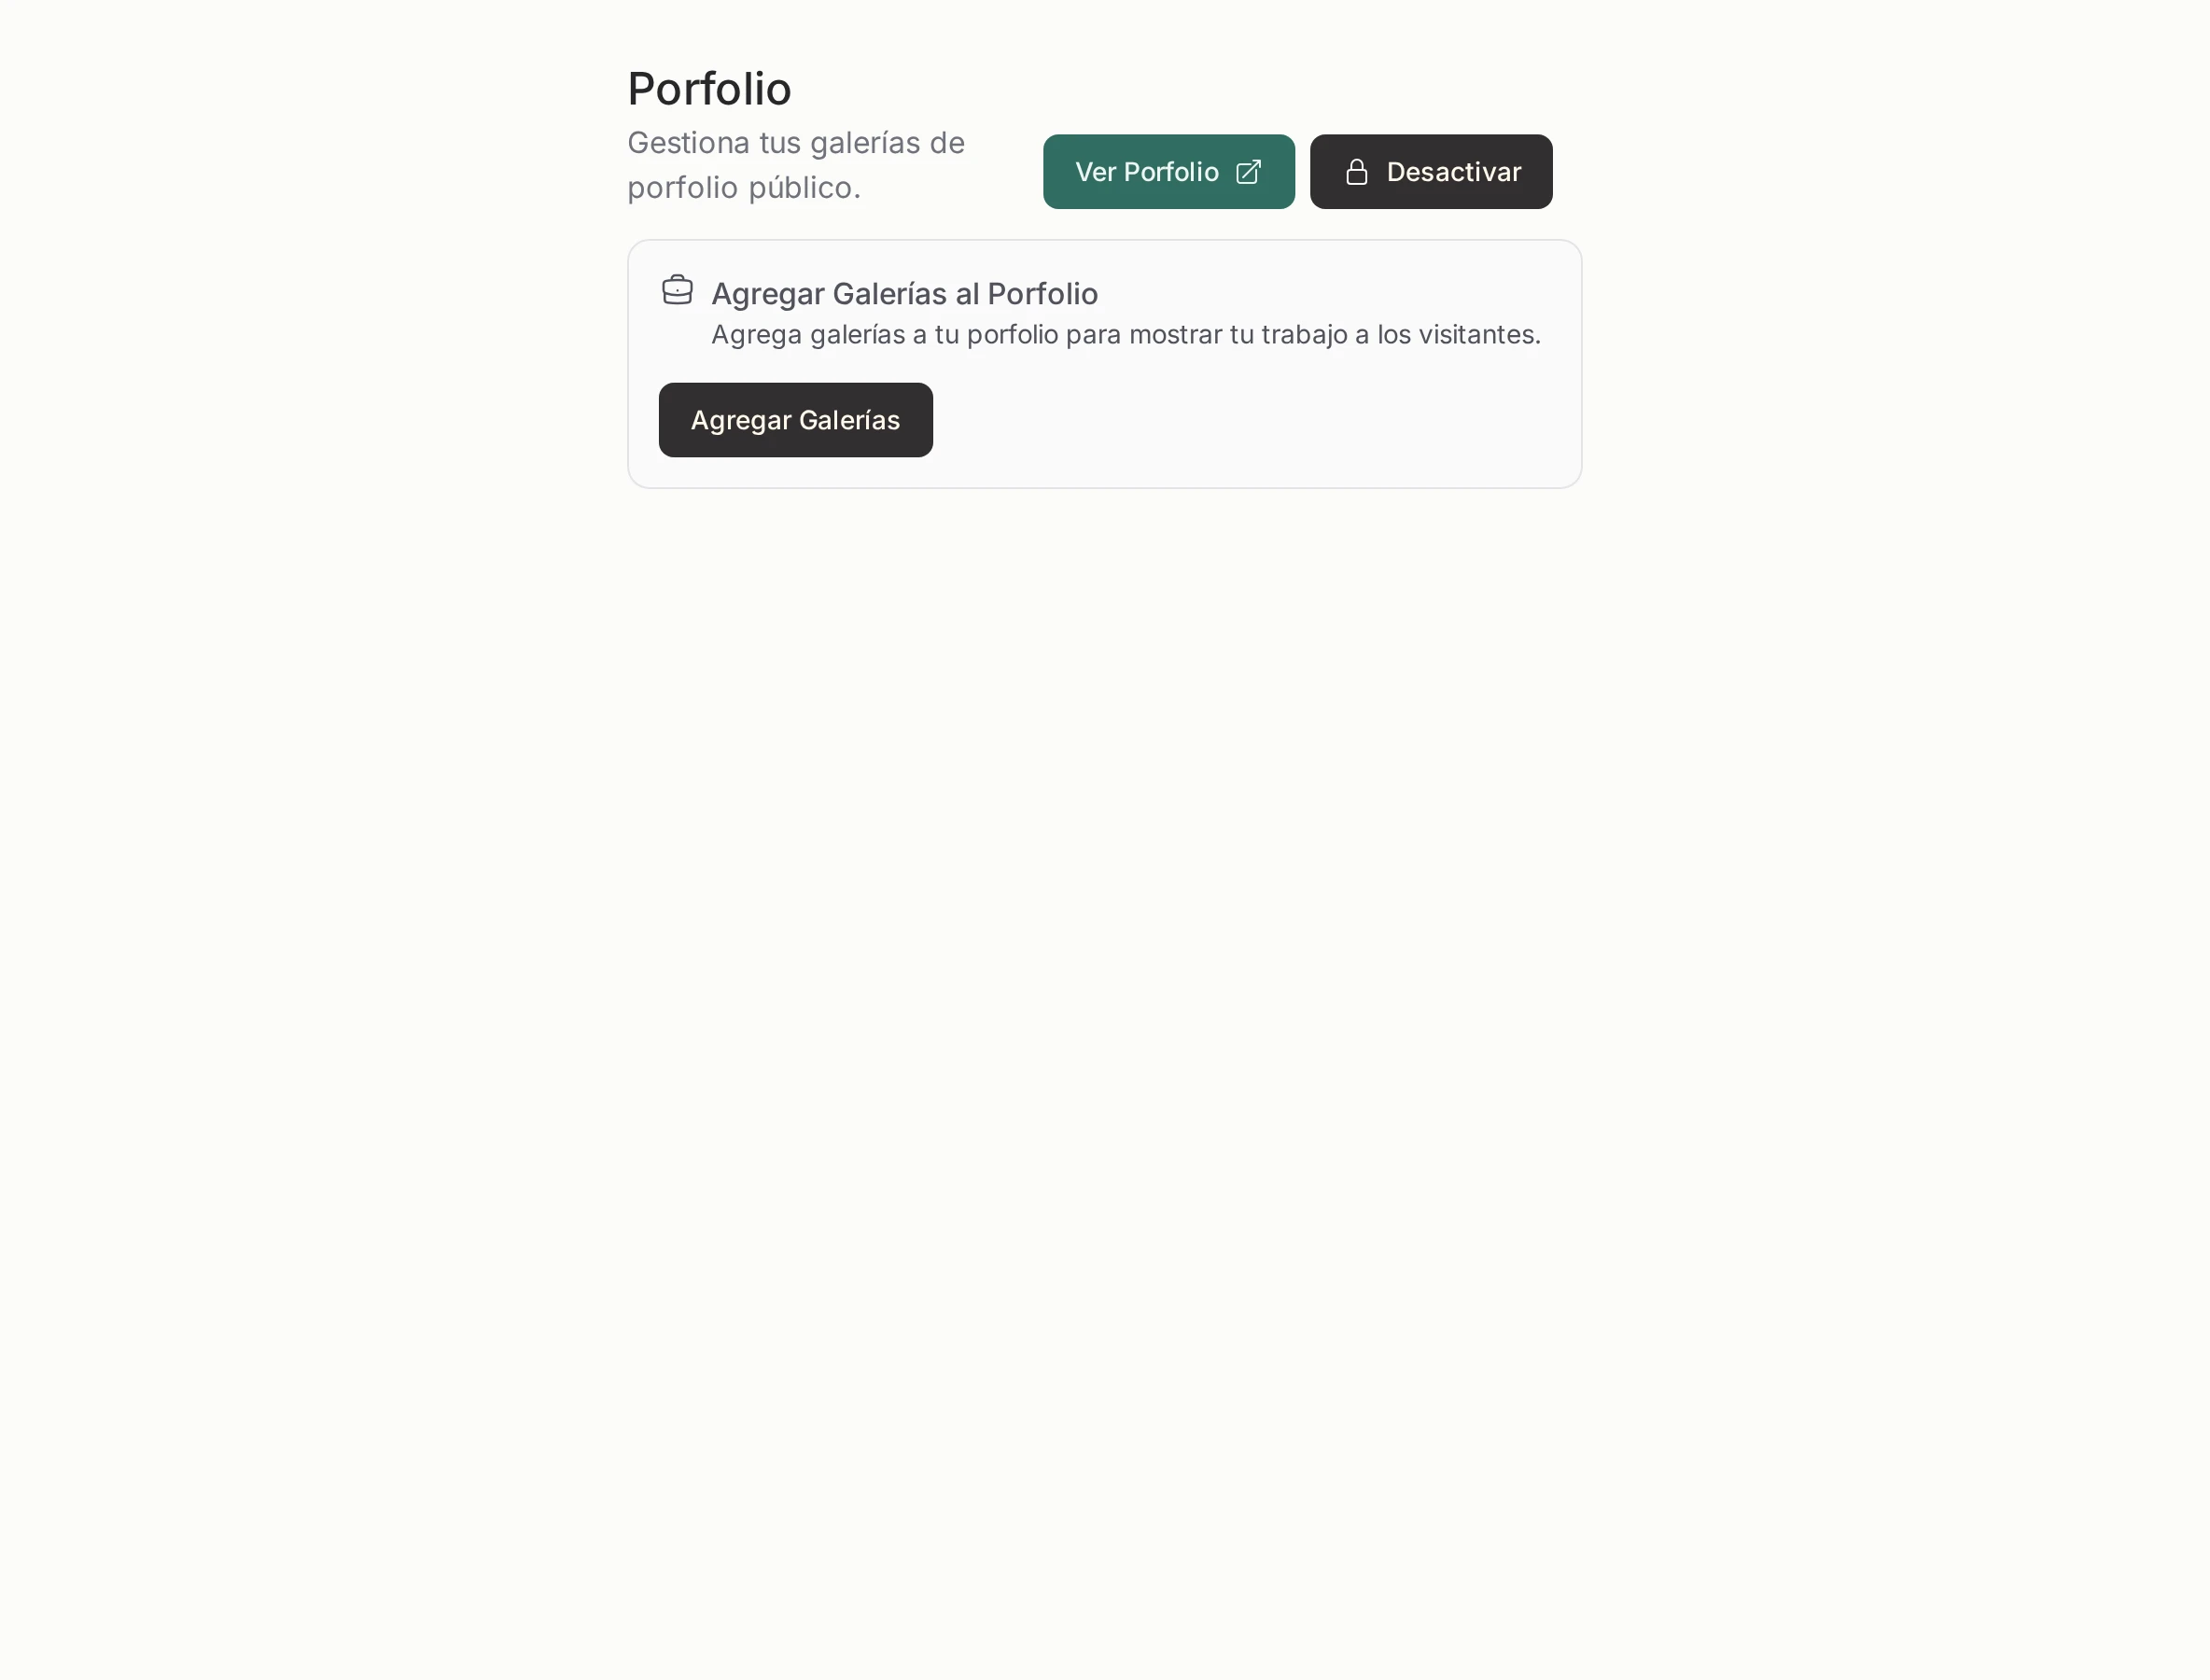 Porfolio
Gestiona tus galerías de
porfolio público.
Ver Porfolio
Desactivar
Agregar Galerías al Porfolio
Agrega galerías a tu porfolio para mostrar tu trabajo a los visitantes.
Agregar Galerías